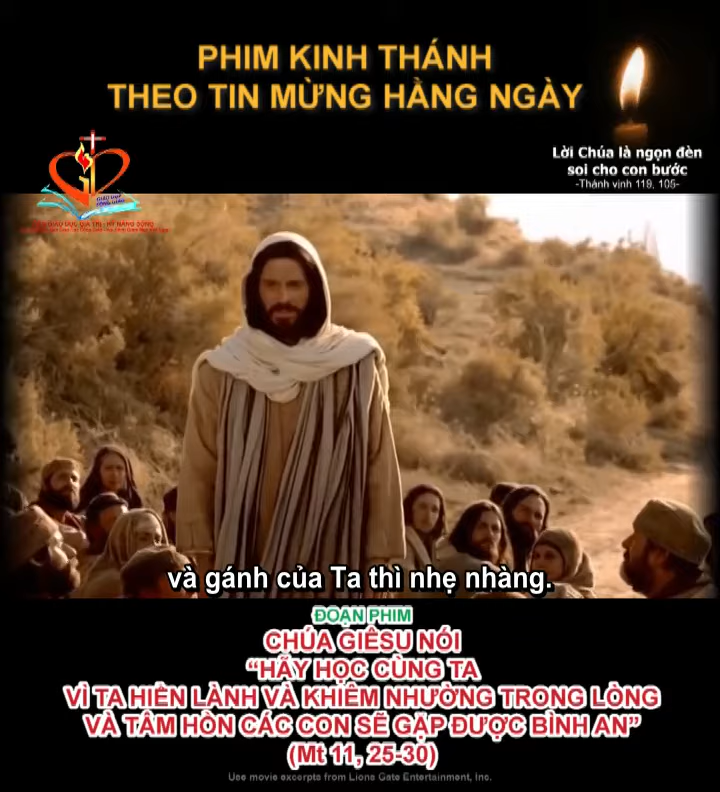 PHIM KINH THÁNH
THEO TIN MỪNG HẰNG NGÀY
Lời Chúa là ngọn đèn
soi cho con bước
-Thánh vịnh 119, 105-
và gánh của Ta thì nhẹ nhàng.
ĐOẠN PHIM
CHÚA GIÊSU NÓI
“HÃY HỌC CÙNG TA
VÌ TA HIỀN LÀNH VÀ KHIÊM NHƯỜNG TRONG LÒNG
VÀ TÂM HỒN CÁC CON SẼ GẶP ĐƯỢC BÌNH AN”
(Mt 11, 25-30)
Use movie excerpts from Lions Gate Entertainment, Inc.